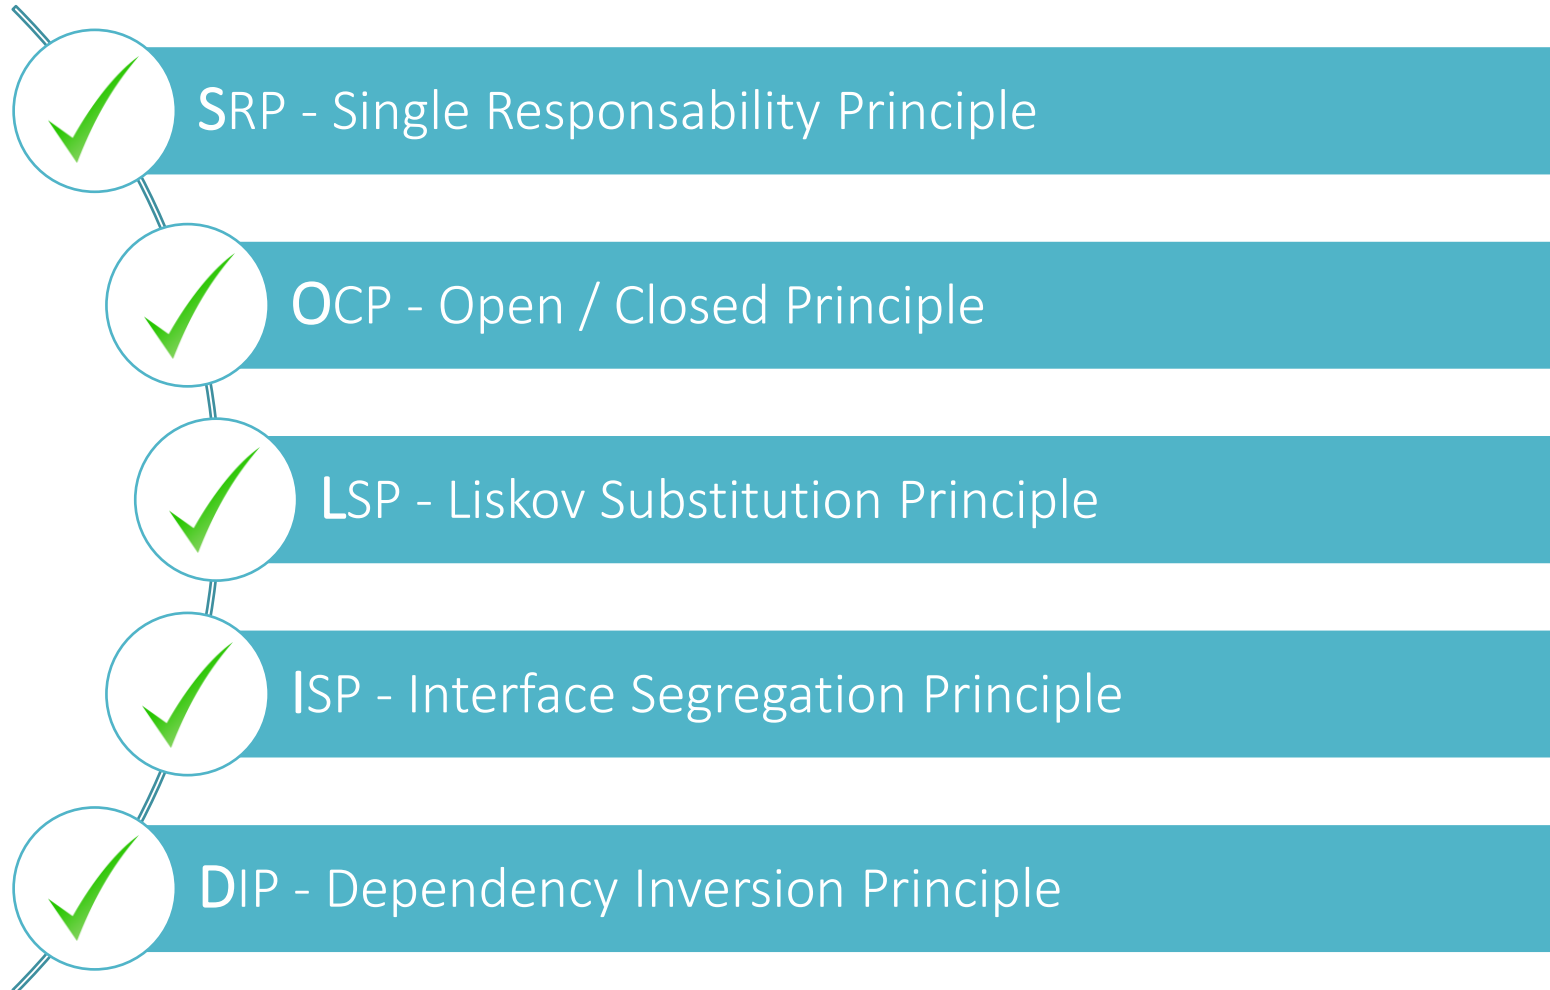 SRP - Single Responsability Principle
OCP - Open / Closed Principle
LSP - Liskov Substitution Principle
ISP - Interface Segregation Principle
DIP - Dependency Inversion Principle